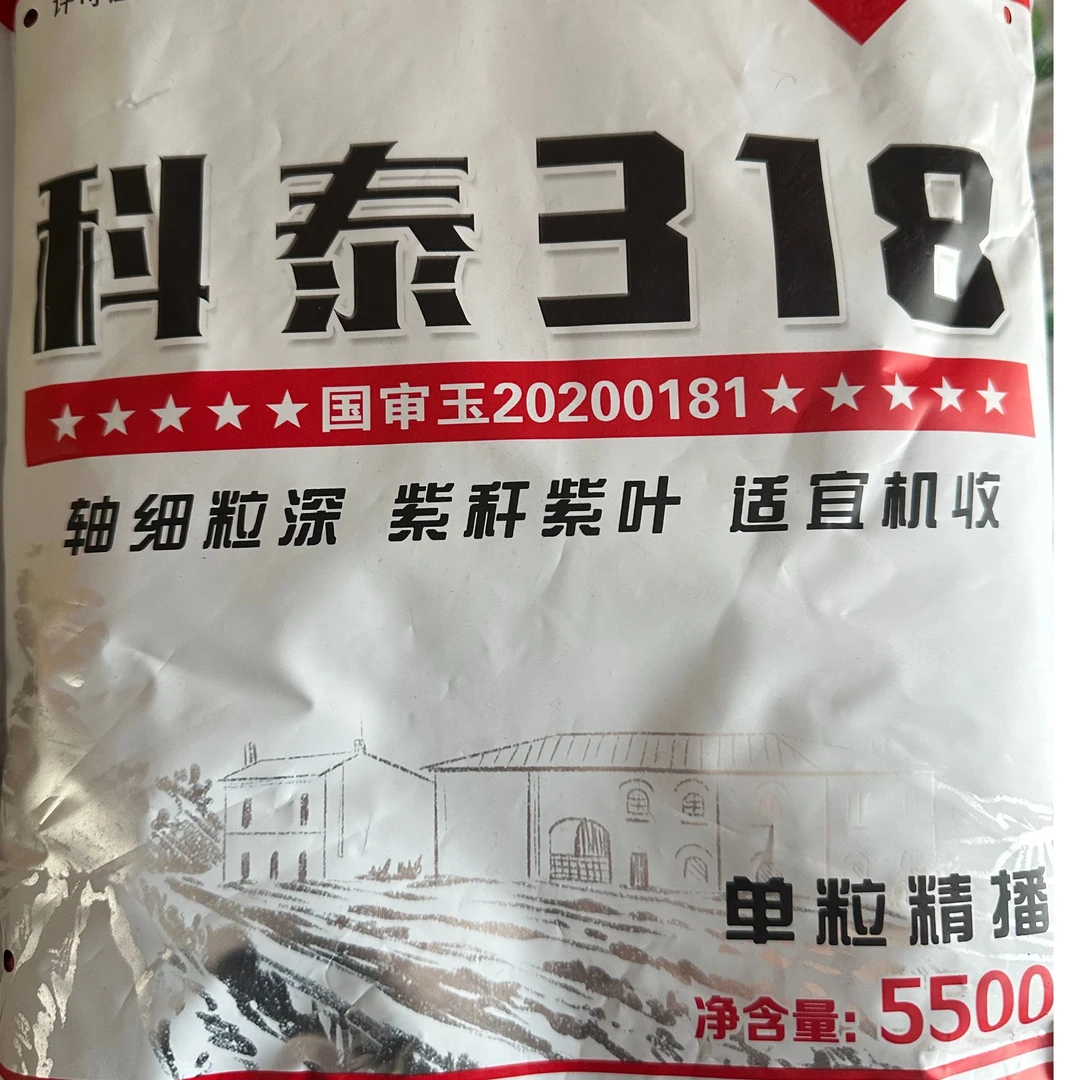 科泰318
★★★★★国审玉20200181★★★★★
轴细粒深 紫秆紫叶 适宜机收
单粒精播
净含量：5500